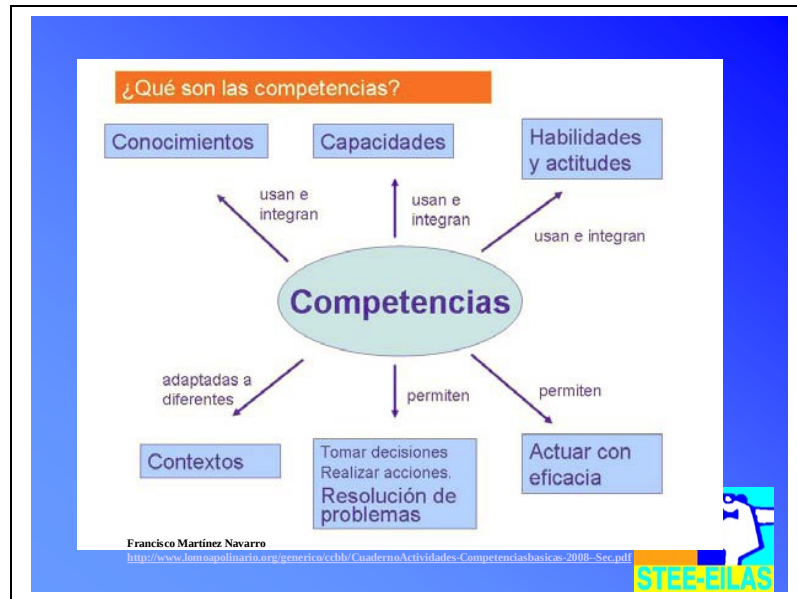 ¿Qué son las competencias?
Conocimientos
Capacidades
Habilidades
y actitudes
usan e
integran
usan e
integran
usan e integran
Competencias
adaptadas a
diferentes
permiten
permiten
Contextos
Tomar decisiones
Realizar acciones.
Resolución de
problemas
Actuar con
eficacia
Francisco Martínez Navarro
http://www.lomoapolinario.org/generico/ccbb/CuadernoActividades-Competenciasbasicas-2008--Sec.pdf
STEE-EILAS